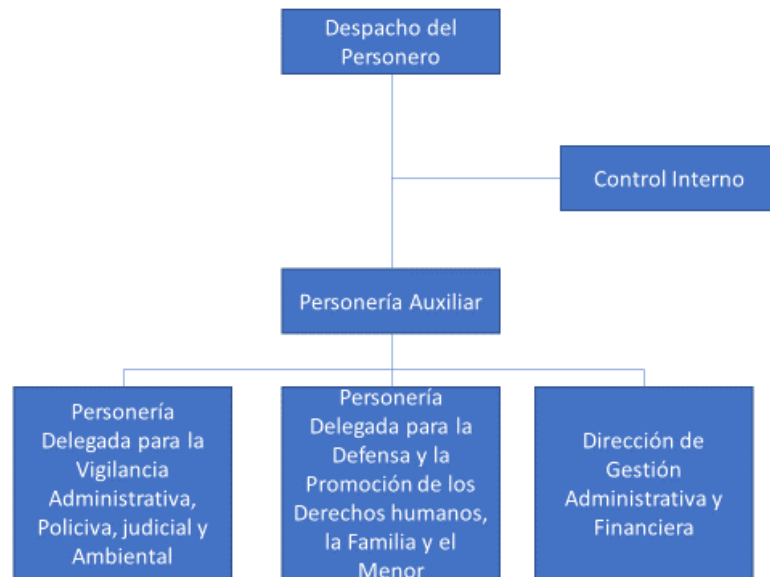 Despacho del
Personero
Control Interno
Personería Auxiliar
Personería
Delegada para la
Vigilancia
Administrativa,
Policiva, judicial y
Ambiental
Personería
Delegada para la
Defensa y la
Promoción de los
Derechos humanos,
la Familia y el
Menor
Dirección de
Gestión
Administrativa y
Financiera